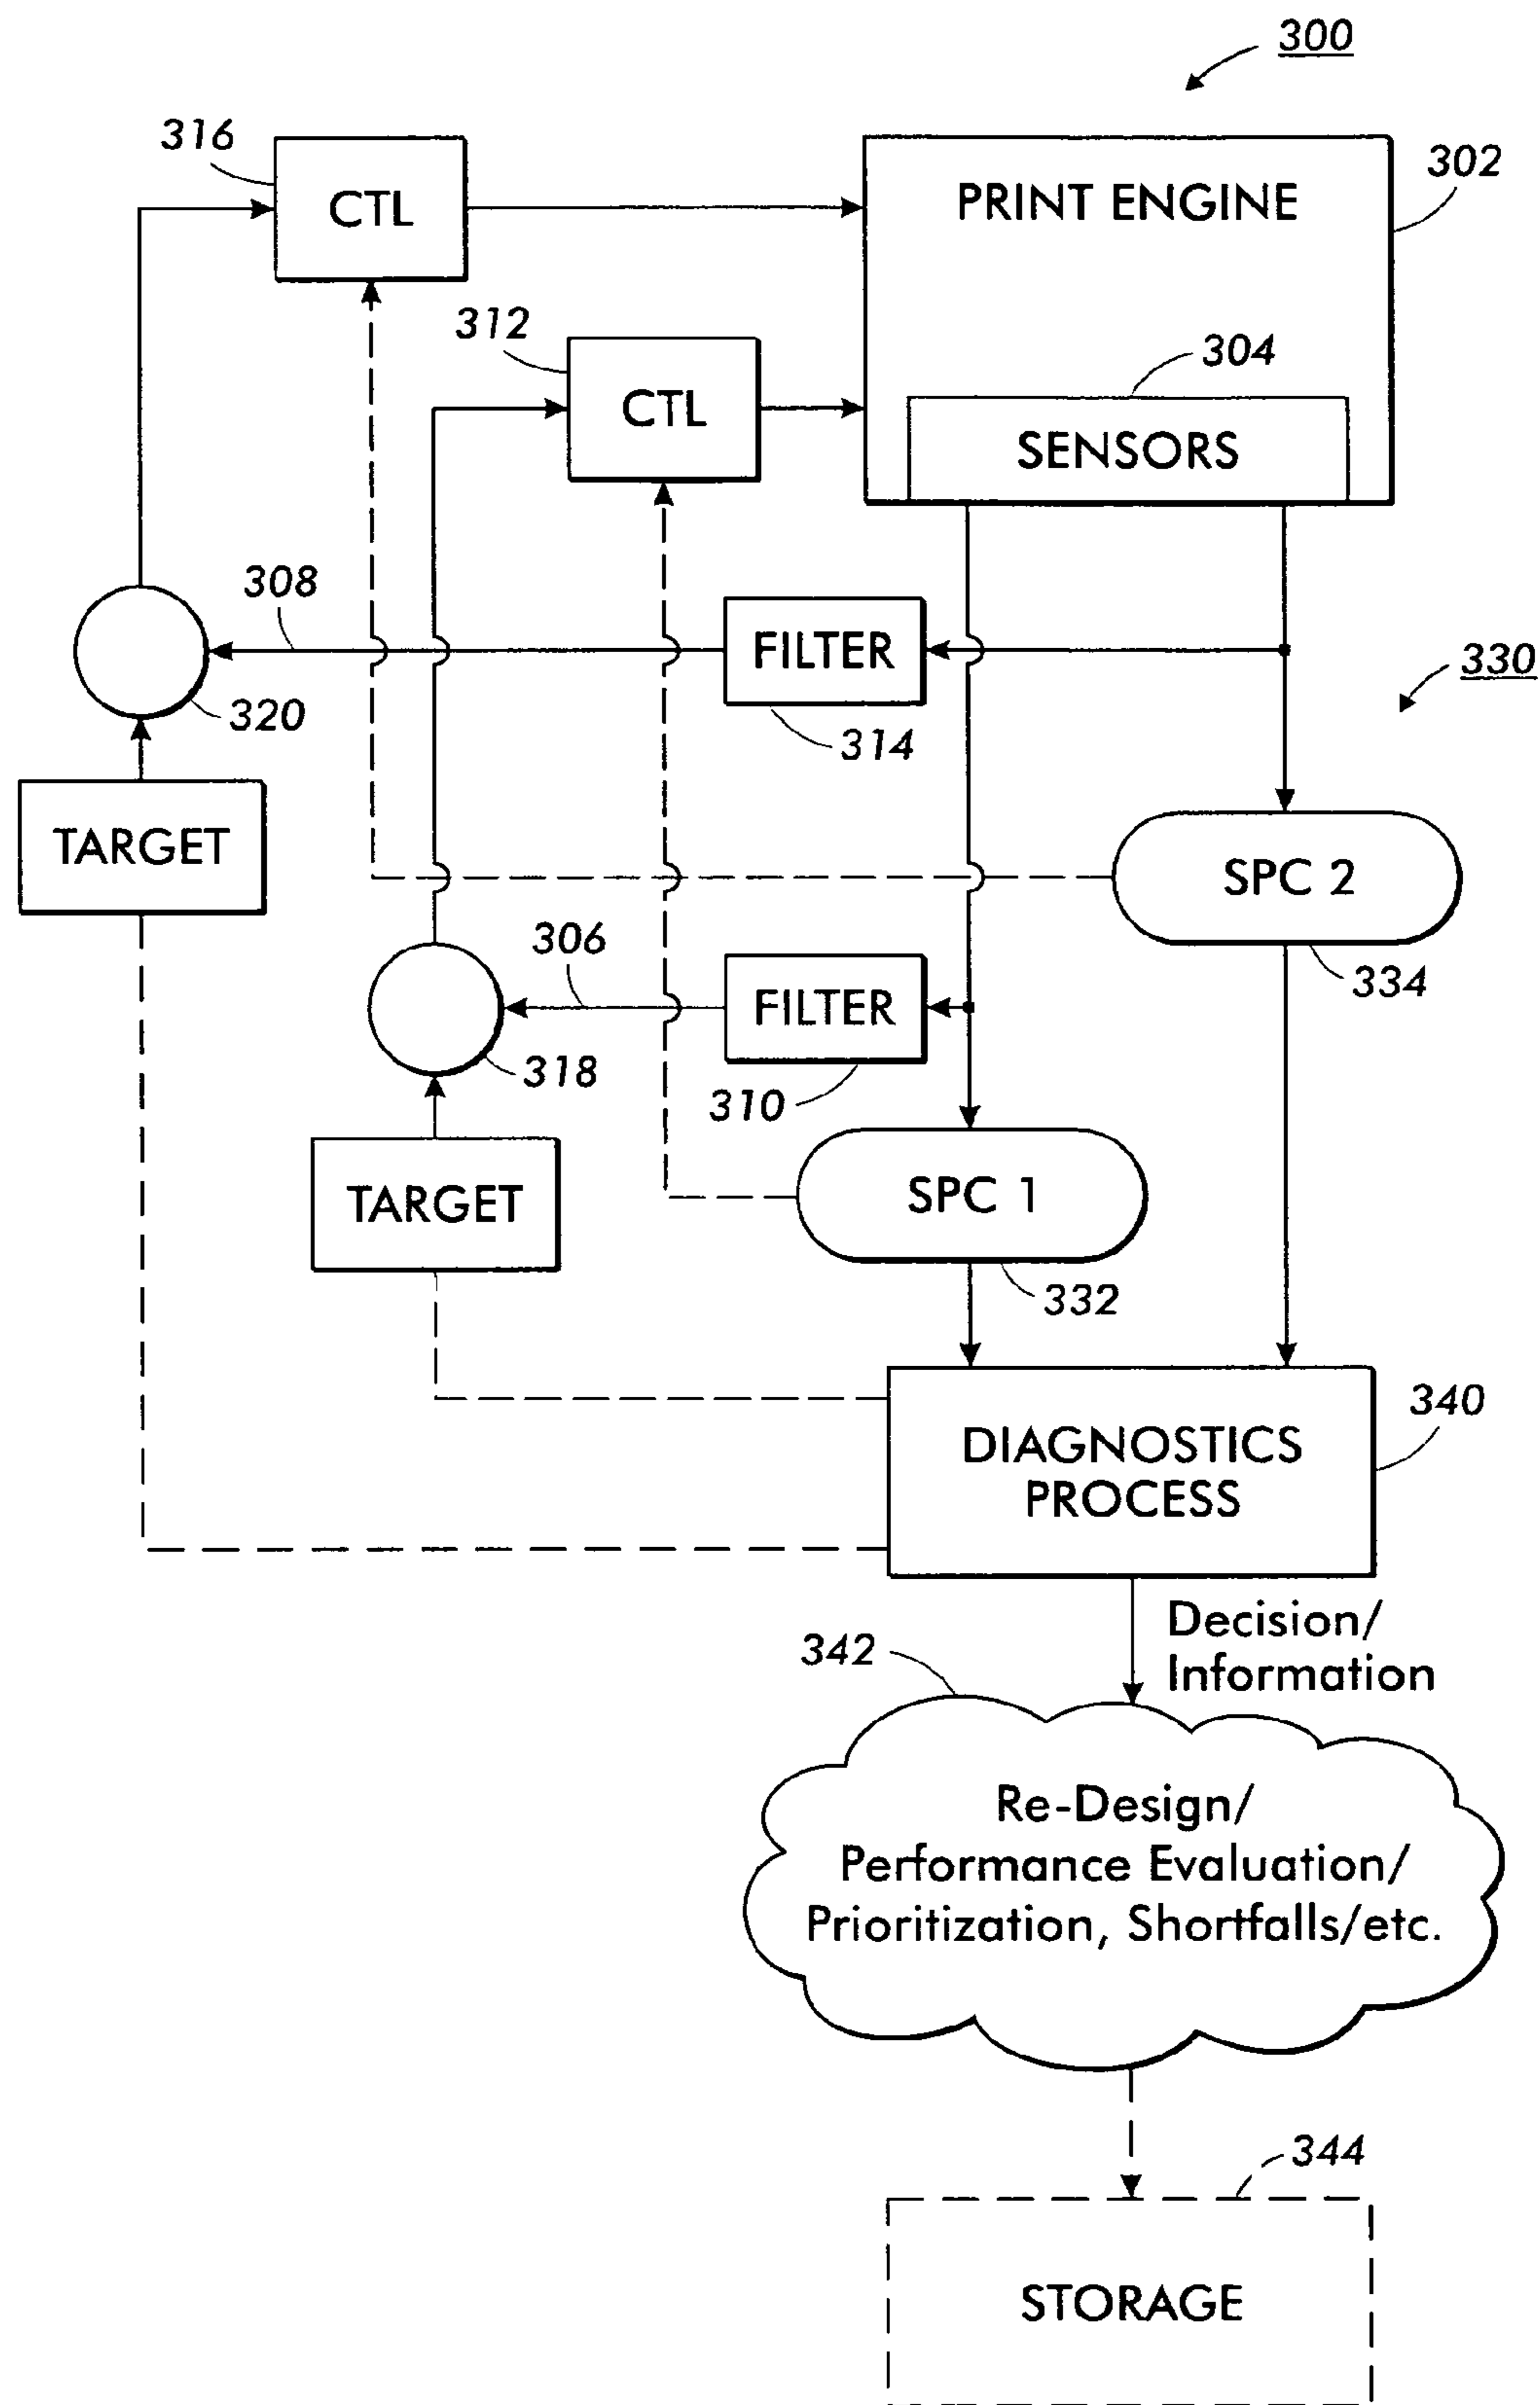 300
316
CTL
PRINT ENGINE
302
312
CTL
304
SENSORS
308
FILTER
314
320
330
TARGET
SPC 2
334
306
FILTER
310
318
TARGET
SPC 1
332
DIAGNOSTICS
PROCESS
340
Decision/
Information
342
Re-Design/
Performance Evaluation/
Prioritization, Shortfalls/etc.
344
STORAGE